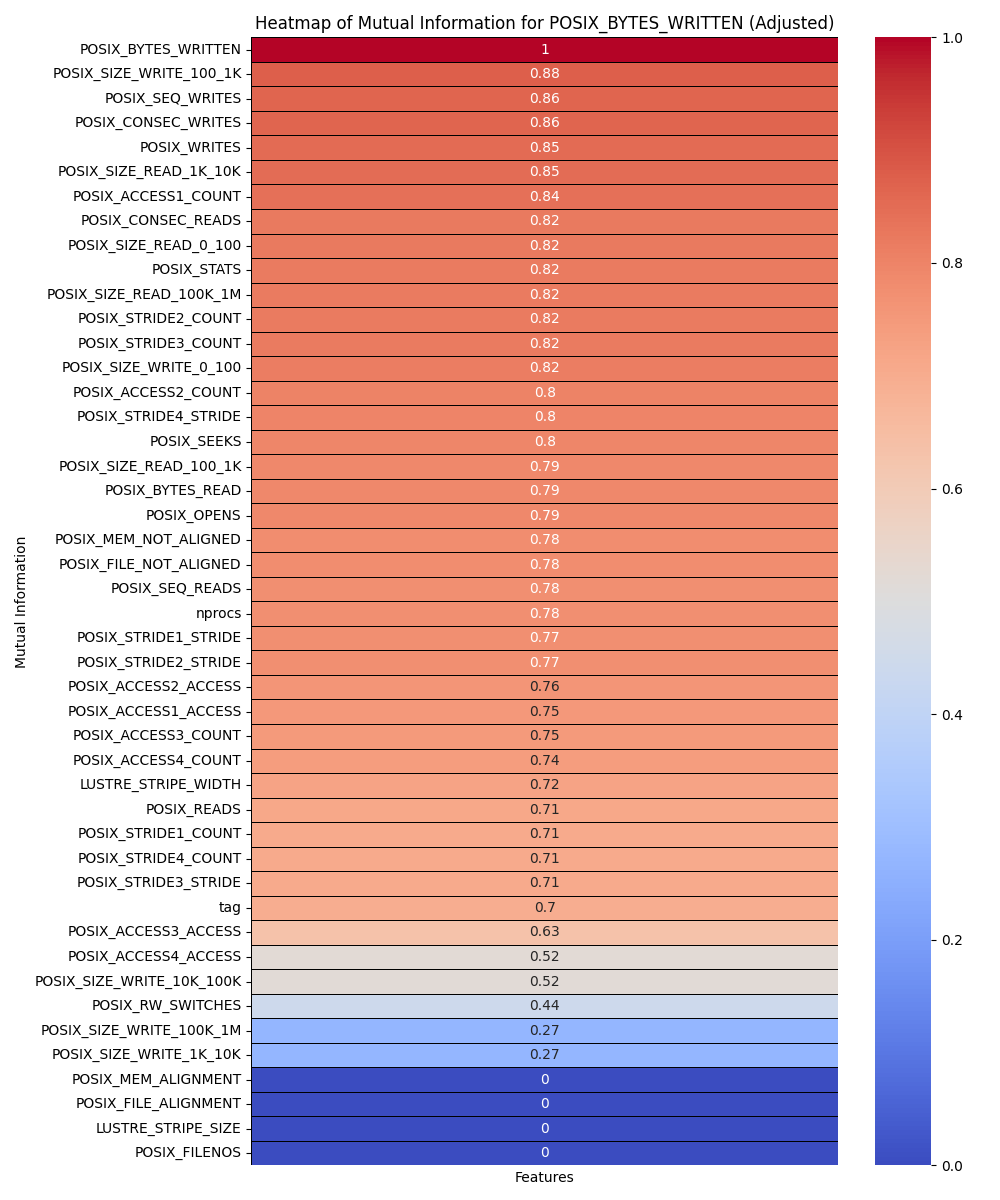 Heatmap of Mutual Information for POSIX_BYTES_WRITTEN (Adjusted)
POSIX_BYTES_WRITTEN 1
POSIX_SIZE_WRITE_100_1K 0.88
POSIX_SEQ_WRITES 0.86
POSIX_CONSEC_WRITES 0.86
POSIX_WRITES 0.85
POSIX_SIZE_READ_1K_10K 0.85
POSIX_ACCESS1_COUNT 0.84
POSIX_CONSEC_READS 0.82
POSIX_SIZE_READ_0_100 0.82
POSIX_STATS 0.82
POSIX_SIZE_READ_100K_1M 0.82
POSIX_STRIDE2_COUNT 0.82
POSIX_STRIDE3_COUNT 0.82
POSIX_SIZE_WRITE_0_100 0.82
POSIX_ACCESS2_COUNT 0.8
POSIX_STRIDE4_STRIDE 0.8
POSIX_SEEKS 0.8
POSIX_SIZE_READ_100_1K 0.79
POSIX_BYTES_READ 0.79
POSIX_OPENS 0.79
POSIX_MEM_NOT_ALIGNED 0.78
POSIX_FILE_NOT_ALIGNED 0.78
POSIX_SEQ_READS 0.78
nprocs 0.78
POSIX_STRIDE1_STRIDE 0.77
POSIX_STRIDE2_STRIDE 0.77
POSIX_ACCESS2_ACCESS 0.76
POSIX_ACCESS1_ACCESS 0.75
POSIX_ACCESS3_COUNT 0.75
POSIX_ACCESS4_COUNT 0.74
LUSTRE_STRIPE_WIDTH 0.72
POSIX_READS 0.71
POSIX_STRIDE1_COUNT 0.71
POSIX_STRIDE4_COUNT 0.71
POSIX_STRIDE3_STRIDE 0.71
tag 0.7
POSIX_ACCESS3_ACCESS 0.63
POSIX_ACCESS4_ACCESS 0.52
POSIX_SIZE_WRITE_10K_100K 0.52
POSIX_RW_SWITCHES 0.44
POSIX_SIZE_WRITE_100K_1M 0.27
POSIX_SIZE_WRITE_1K_10K 0.27
POSIX_MEM_ALIGNMENT 0
POSIX_FILE_ALIGNMENT 0
LUSTRE_STRIPE_SIZE 0
POSIX_FILENOS 0
Mutual Information
Features
1.0
0.8
0.6
0.4
0.2
0.0